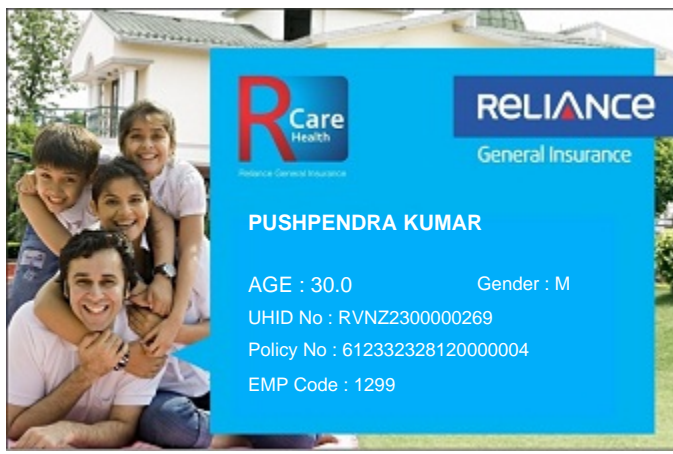 RCare
Health
Reliance General Insurance
RELIANCE
General Insurance
PUSHPENDRA KUMAR
AGE : 30.0 Gender : M
UHID No : RVNZ2300000269
Policy No : 612332328120000004
EMP Code : 1299